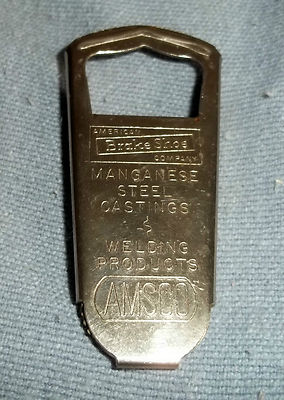 AMERICAN
Brake Shoe
COMPANY
MANGANESE
STEEL
CASTINGS
&
WELDING
PRODUCTS
AMSCO